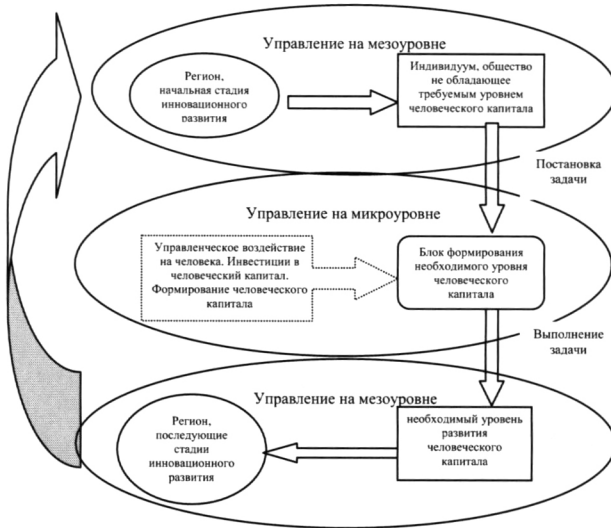 Управление на мезоуровне
Регион,
начальная стадия
инновационного
развития
Индивидуум, общество
не обладающее
требуемым уровнем
человеческого капитала
Постановка
задачи
Управление на микроуровне
Управленческое воздействие
на человека. Инвестиции в
человеческий капитал.
Формирование человеческого
капитала
Блок формирования
необходимого уровня
человеческого
капитала
Выполнение
задачи
Управление на мезоуровне
Регион,
последующие
стадии
инновационного
развития
необходимый уровень
развития
человеческого
капитала